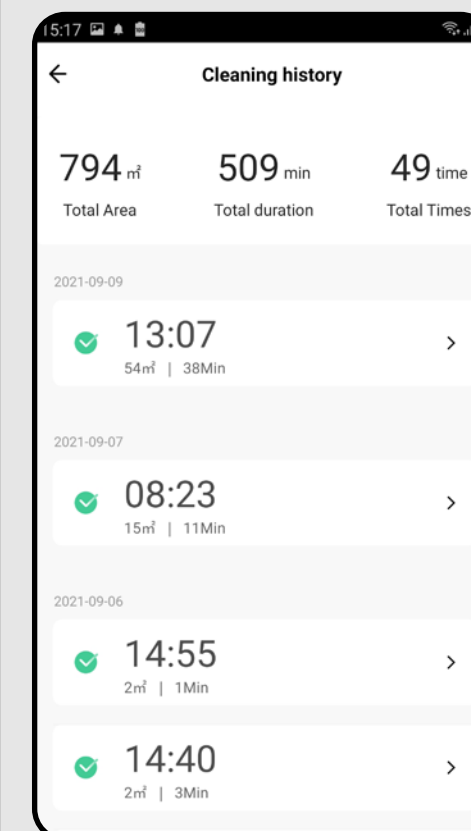 15:17
Cleaning history
794 ㎡ 509 min 49 time
Total Area Total duration Total Times
2021-09-09
13:07
54㎡ | 38Min
2021-09-07
08:23
15㎡ | 11Min
2021-09-06
14:55
2㎡ | 1Min
14:40
2㎡ | 3Min